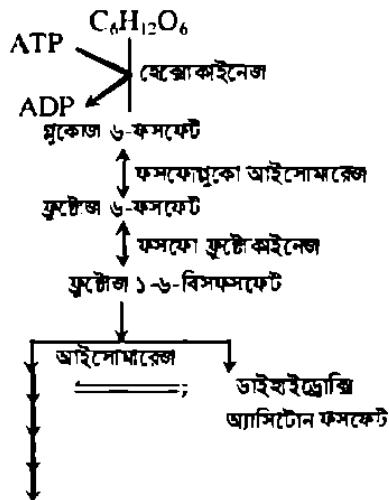 C₆H₁₂O₆
ATP
হেক্সোকাইনেজ
ADP
গ্লুকোজ ৬-ফসফেট
ফসফোগ্লুকো আইসোমারেজ
ফ্রুক্টোজ ৬-ফসফেট
ফসফো ফ্রুক্টোকাইনেজ
ফ্রুক্টোজ ১-৬-বিসফসফেট
আইসোমারেজ
ডাইহাইড্রোক্সি
অ্যাসিটোন ফসফেট